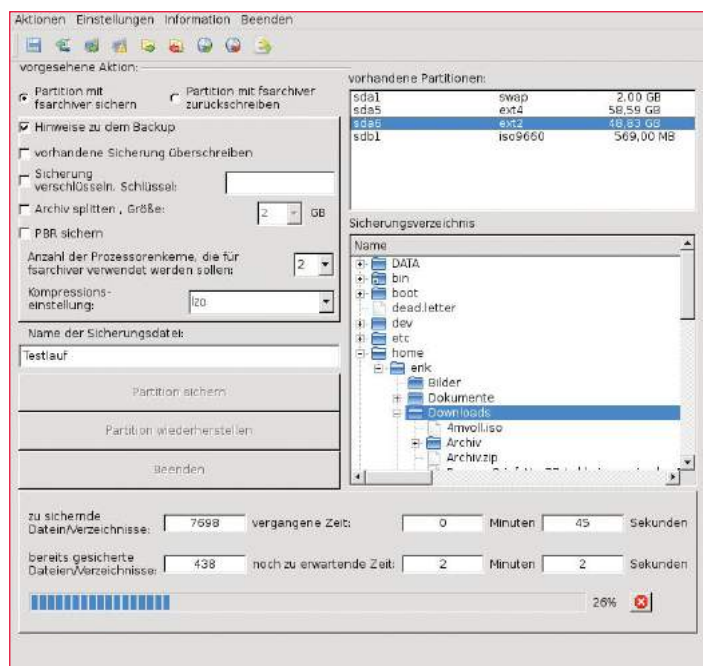 Aktionen Einstellungen Information Beenden
vorgesehene Aktion:
Partition mit
fsarchiver sichern
Partition mit fsarchiver
zurückschreiben
Hinweise zu dem Backup
vorhandene Sicherung überschreiben
Sicherung
verschlüsseln. Schlüssel:
Archiv splitten , Größe:
2
GB
PBR sichern
Anzahl der Prozessorenkerne, die für
fsarchiver verwendet werden sollen:
2
Kompressions-
einstellung:
lzo
Name der Sicherungsdatei:
Testlauf
Partition sichern
Partition wiederherstellen
Beenden
vorhandene Partitionen:
sda1 swap 2,00 GB
sda5 ext4 58,59 GB
sda6 ext2 48,83 GB
sdb1 iso9660 569,00 MB
Sicherungsverzeichnis
Name
DATA
bin
boot
dead.letter
dev
etc
home
erik
Bilder
Dokumente
Downloads
4mvoll.iso
Archiv
Archiv.zip
zu sichernde
Datein/Verzeichnisse:
7698
vergangene Zeit:
0
Minuten
45
Sekunden
bereits gesicherte
Dateien/Verzeichnisse:
438
noch zu erwartende Zeit:
2
Minuten
2
Sekunden
26%